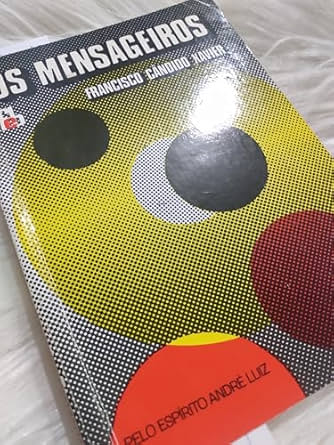 OS MENSAGEIROS
FRANCISCO CÂNDIDO XAVIER
PELO ESPÍRITO ANDRÉ LUIZ